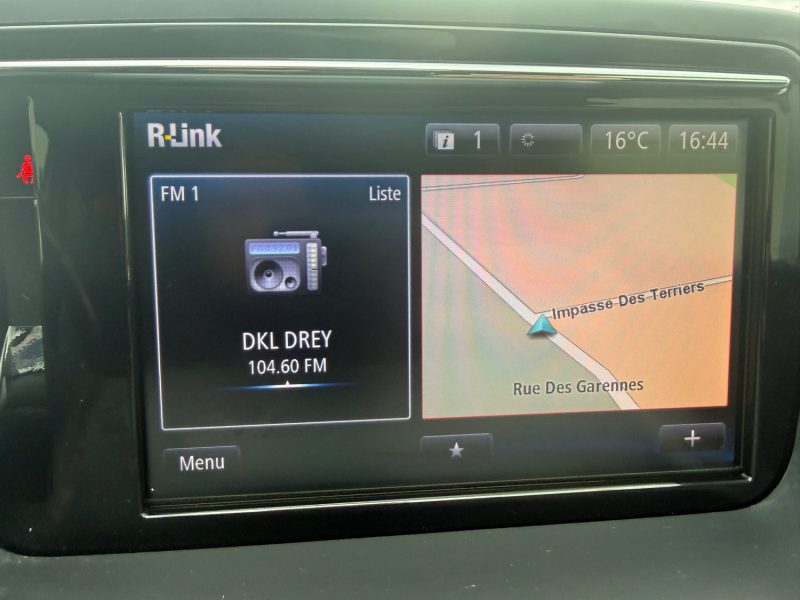 R-Link
i 1
16°C
16:44
FM 1
Liste
DKL DREY
104.60 FM
Impasse Des Terriers
Rue Des Garennes
Menu
+